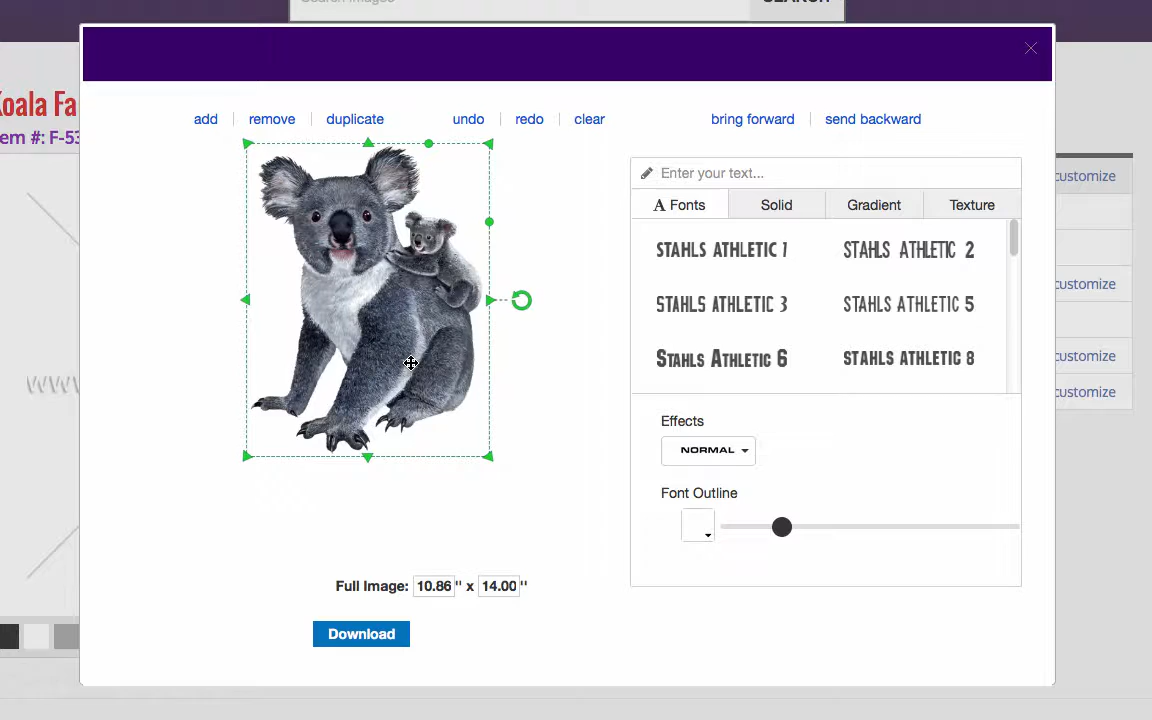 SEARCH
Koala Fa
em #: F-53
add remove duplicate undo redo clear bring forward send backward
Enter your text...
A Fonts Solid Gradient Texture
STAHLS ATHLETIC 1 STAHLS ATHLETIC 2
STAHLS ATHLETIC 3 STAHLS ATHLETIC 5
STAHLS ATHLETIC 6 STAHLS ATHLETIC 8
customize
customize
customize
customize
www
Effects
NORMAL
Font Outline
Full Image: 10.86 " x 14.00 "
Download